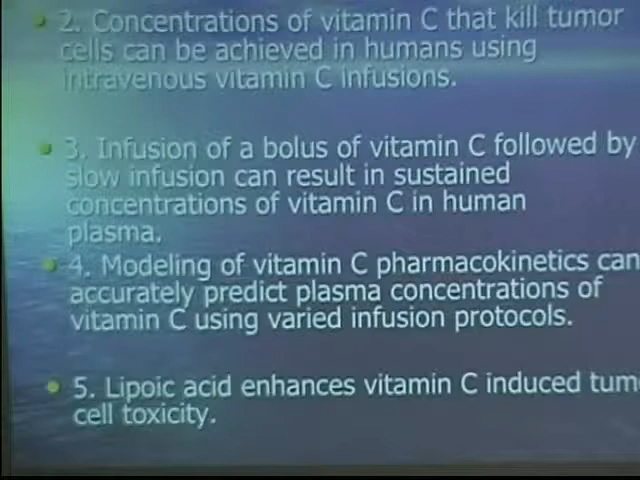 2. Concentrations of vitamin C that kill tumor
cells can be achieved in humans using
intravenous vitamin C infusions.
3. Infusion of a bolus of vitamin C followed by
slow infusion can result in sustained
concentrations of vitamin C in human
plasma.
4. Modeling of vitamin C pharmacokinetics can
accurately predict plasma concentrations of
vitamin C using varied infusion protocols.
5. Lipoic acid enhances vitamin C induced tum
cell toxicity.